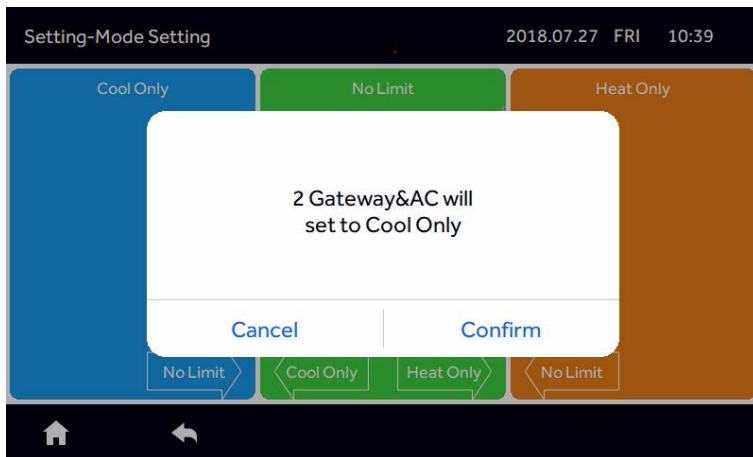 Setting-Mode Setting
2018.07.27 FRI 10:39
Cool Only
No Limit
Heat Only
2 Gateway&AC will
set to Cool Only
Cancel
Confirm
No Limit
Cool Only
Heat Only
No Limit